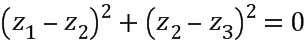 (z₁ − z₂)² + (z₂ − z₃)² = 0